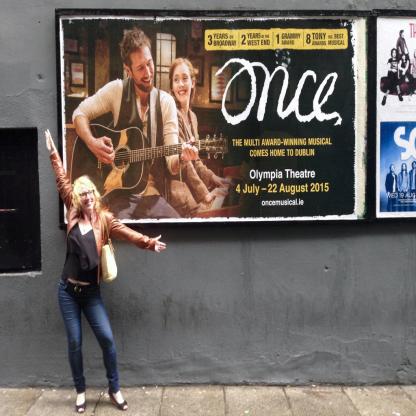 3 YEARS ON BROADWAY
2 YEARS IN THE WEST END
1 GRAMMY AWARD
8 TONY AWARDS INC. BEST MUSICAL
once
THE MULTI AWARD-WINNING MUSICAL
COMES HOME TO DUBLIN
Olympia Theatre
4 July – 22 August 2015
oncemusical.ie